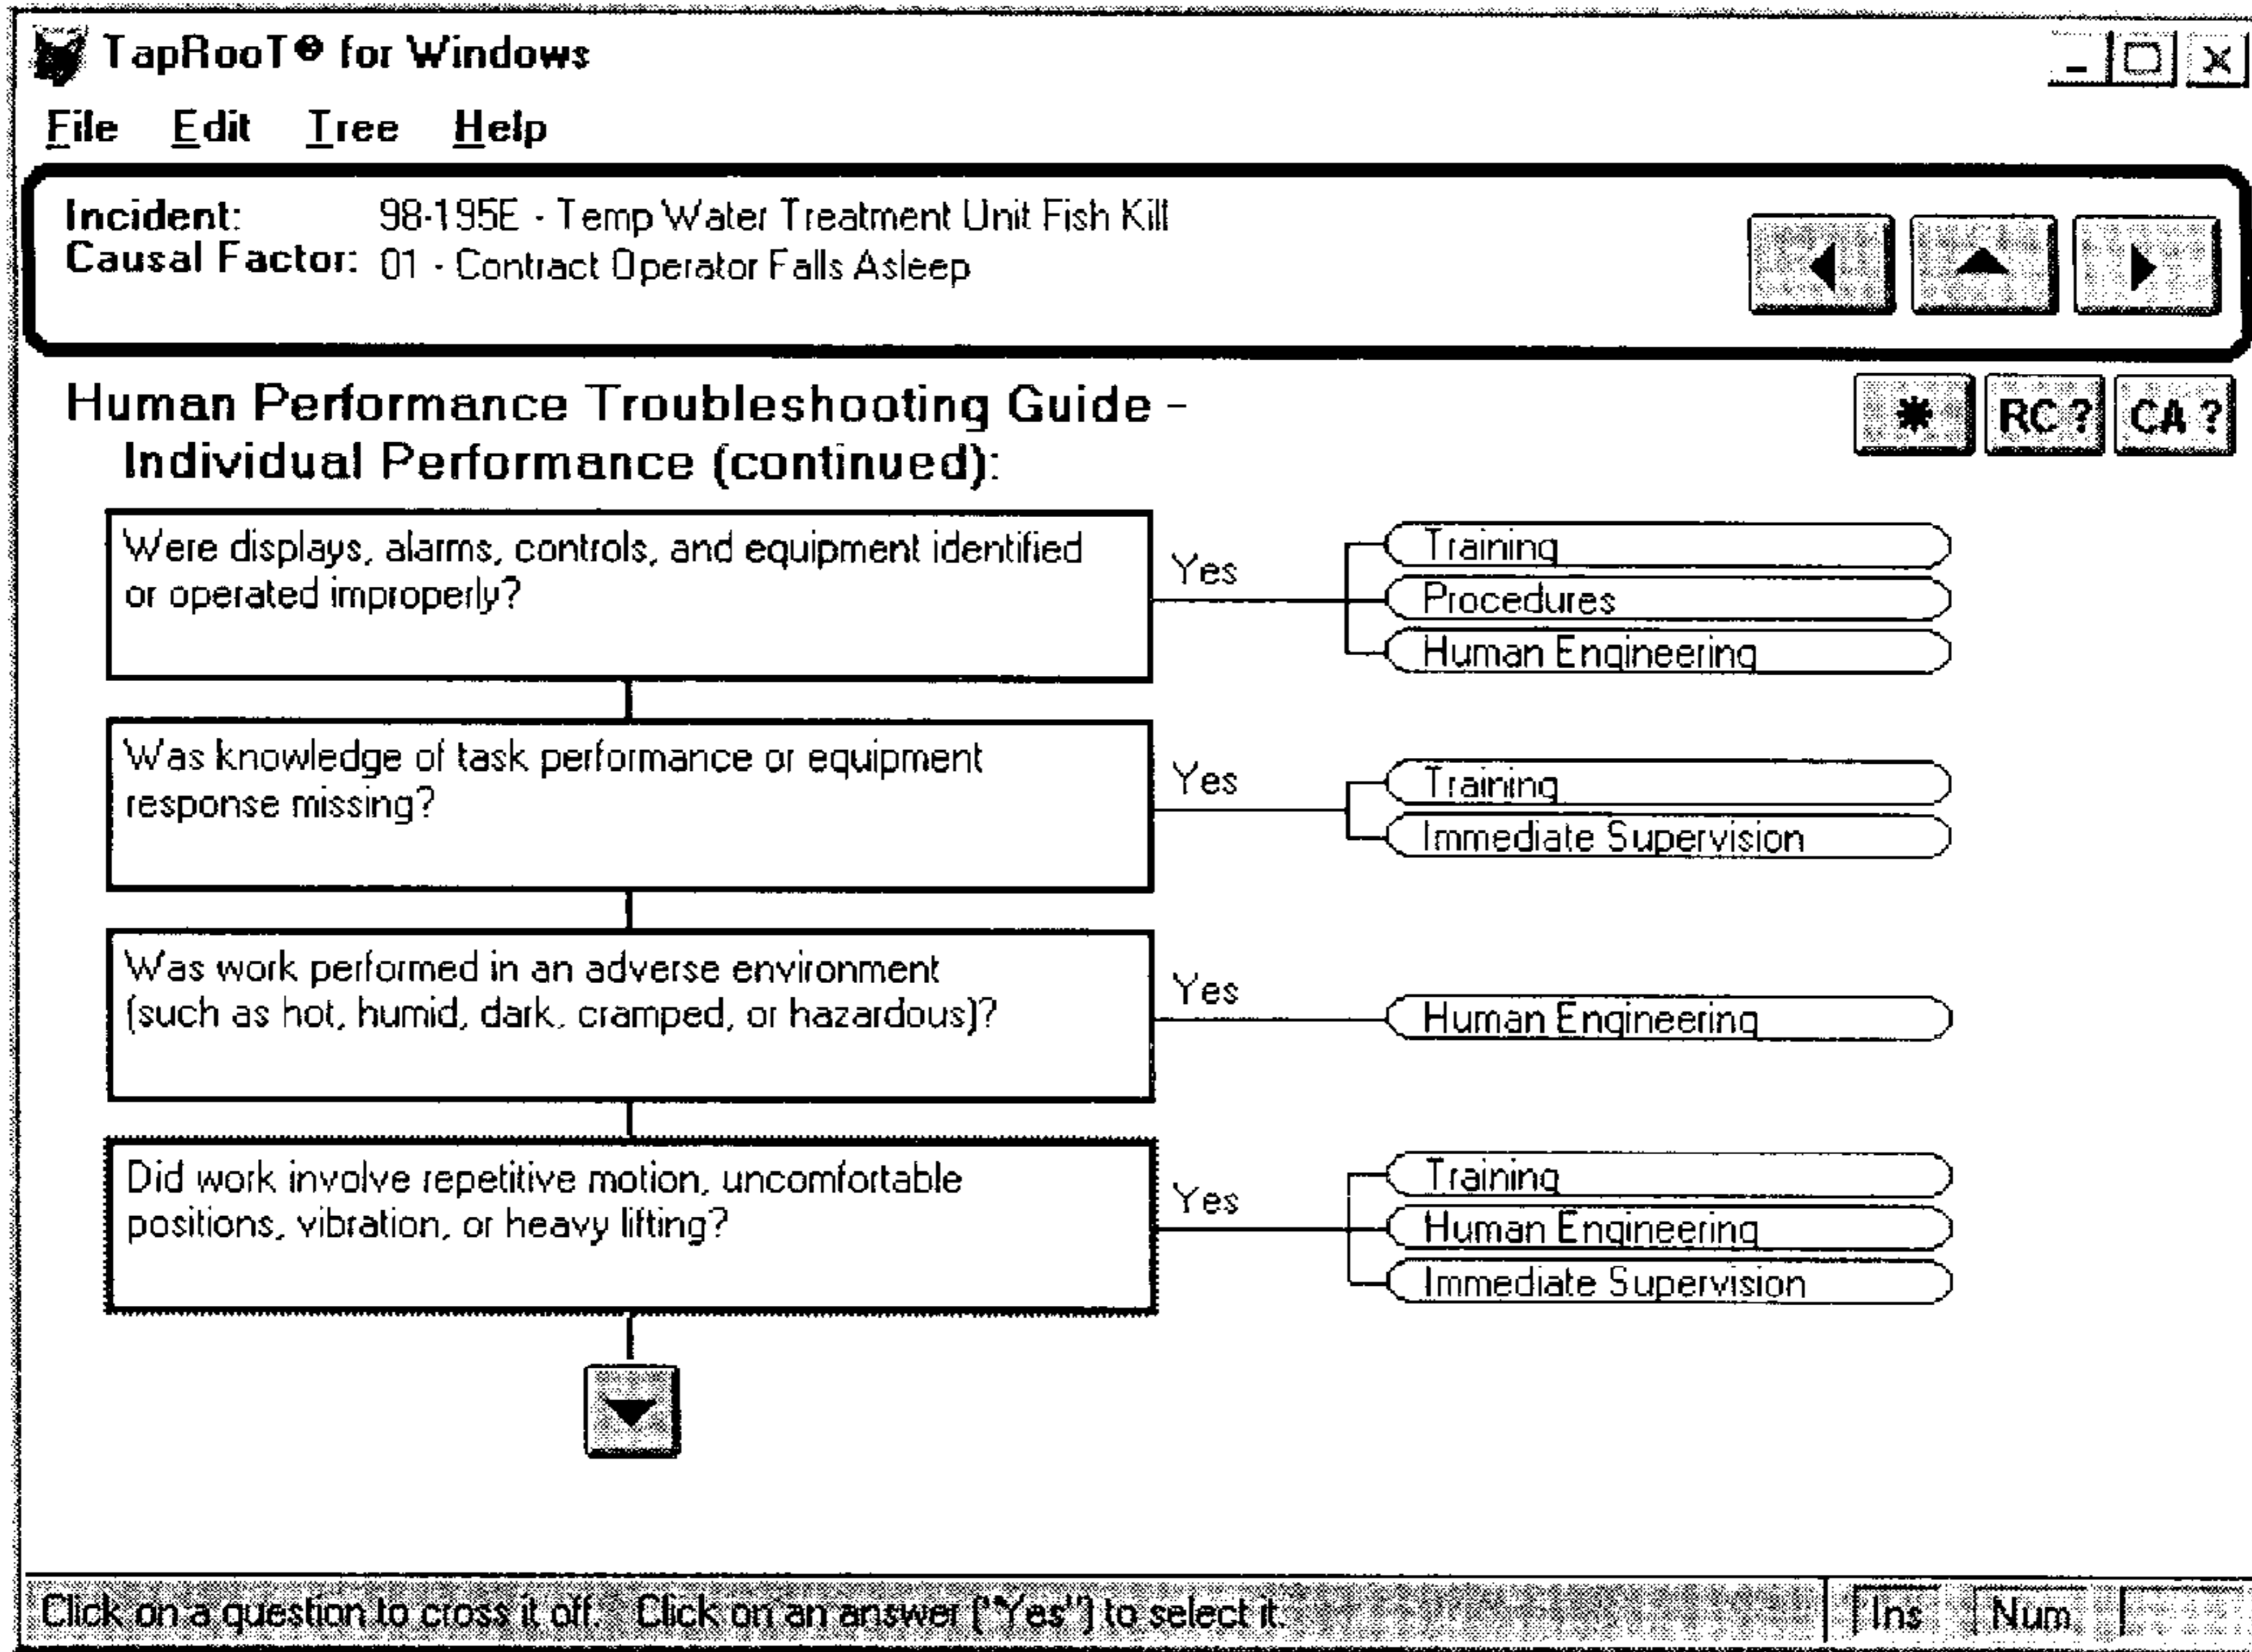 TapRooT® for Windows
File Edit Tree Help
Incident: 98-195E - Temp Water Treatment Unit Fish Kill
Causal Factor: 01 - Contract Operator Falls Asleep
Human Performance Troubleshooting Guide -
Individual Performance (continued):
* RC ? CA ?
Were displays, alarms, controls, and equipment identified
or operated improperly?
Yes
Training
Procedures
Human Engineering
Was knowledge of task performance or equipment
response missing?
Yes
Training
Immediate Supervision
Was work performed in an adverse environment
(such as hot, humid, dark, cramped, or hazardous)?
Yes
Human Engineering
Did work involve repetitive motion, uncomfortable
positions, vibration, or heavy lifting?
Yes
Training
Human Engineering
Immediate Supervision
Click on a question to cross it off. Click on an answer ("Yes") to select it.
Ins Num